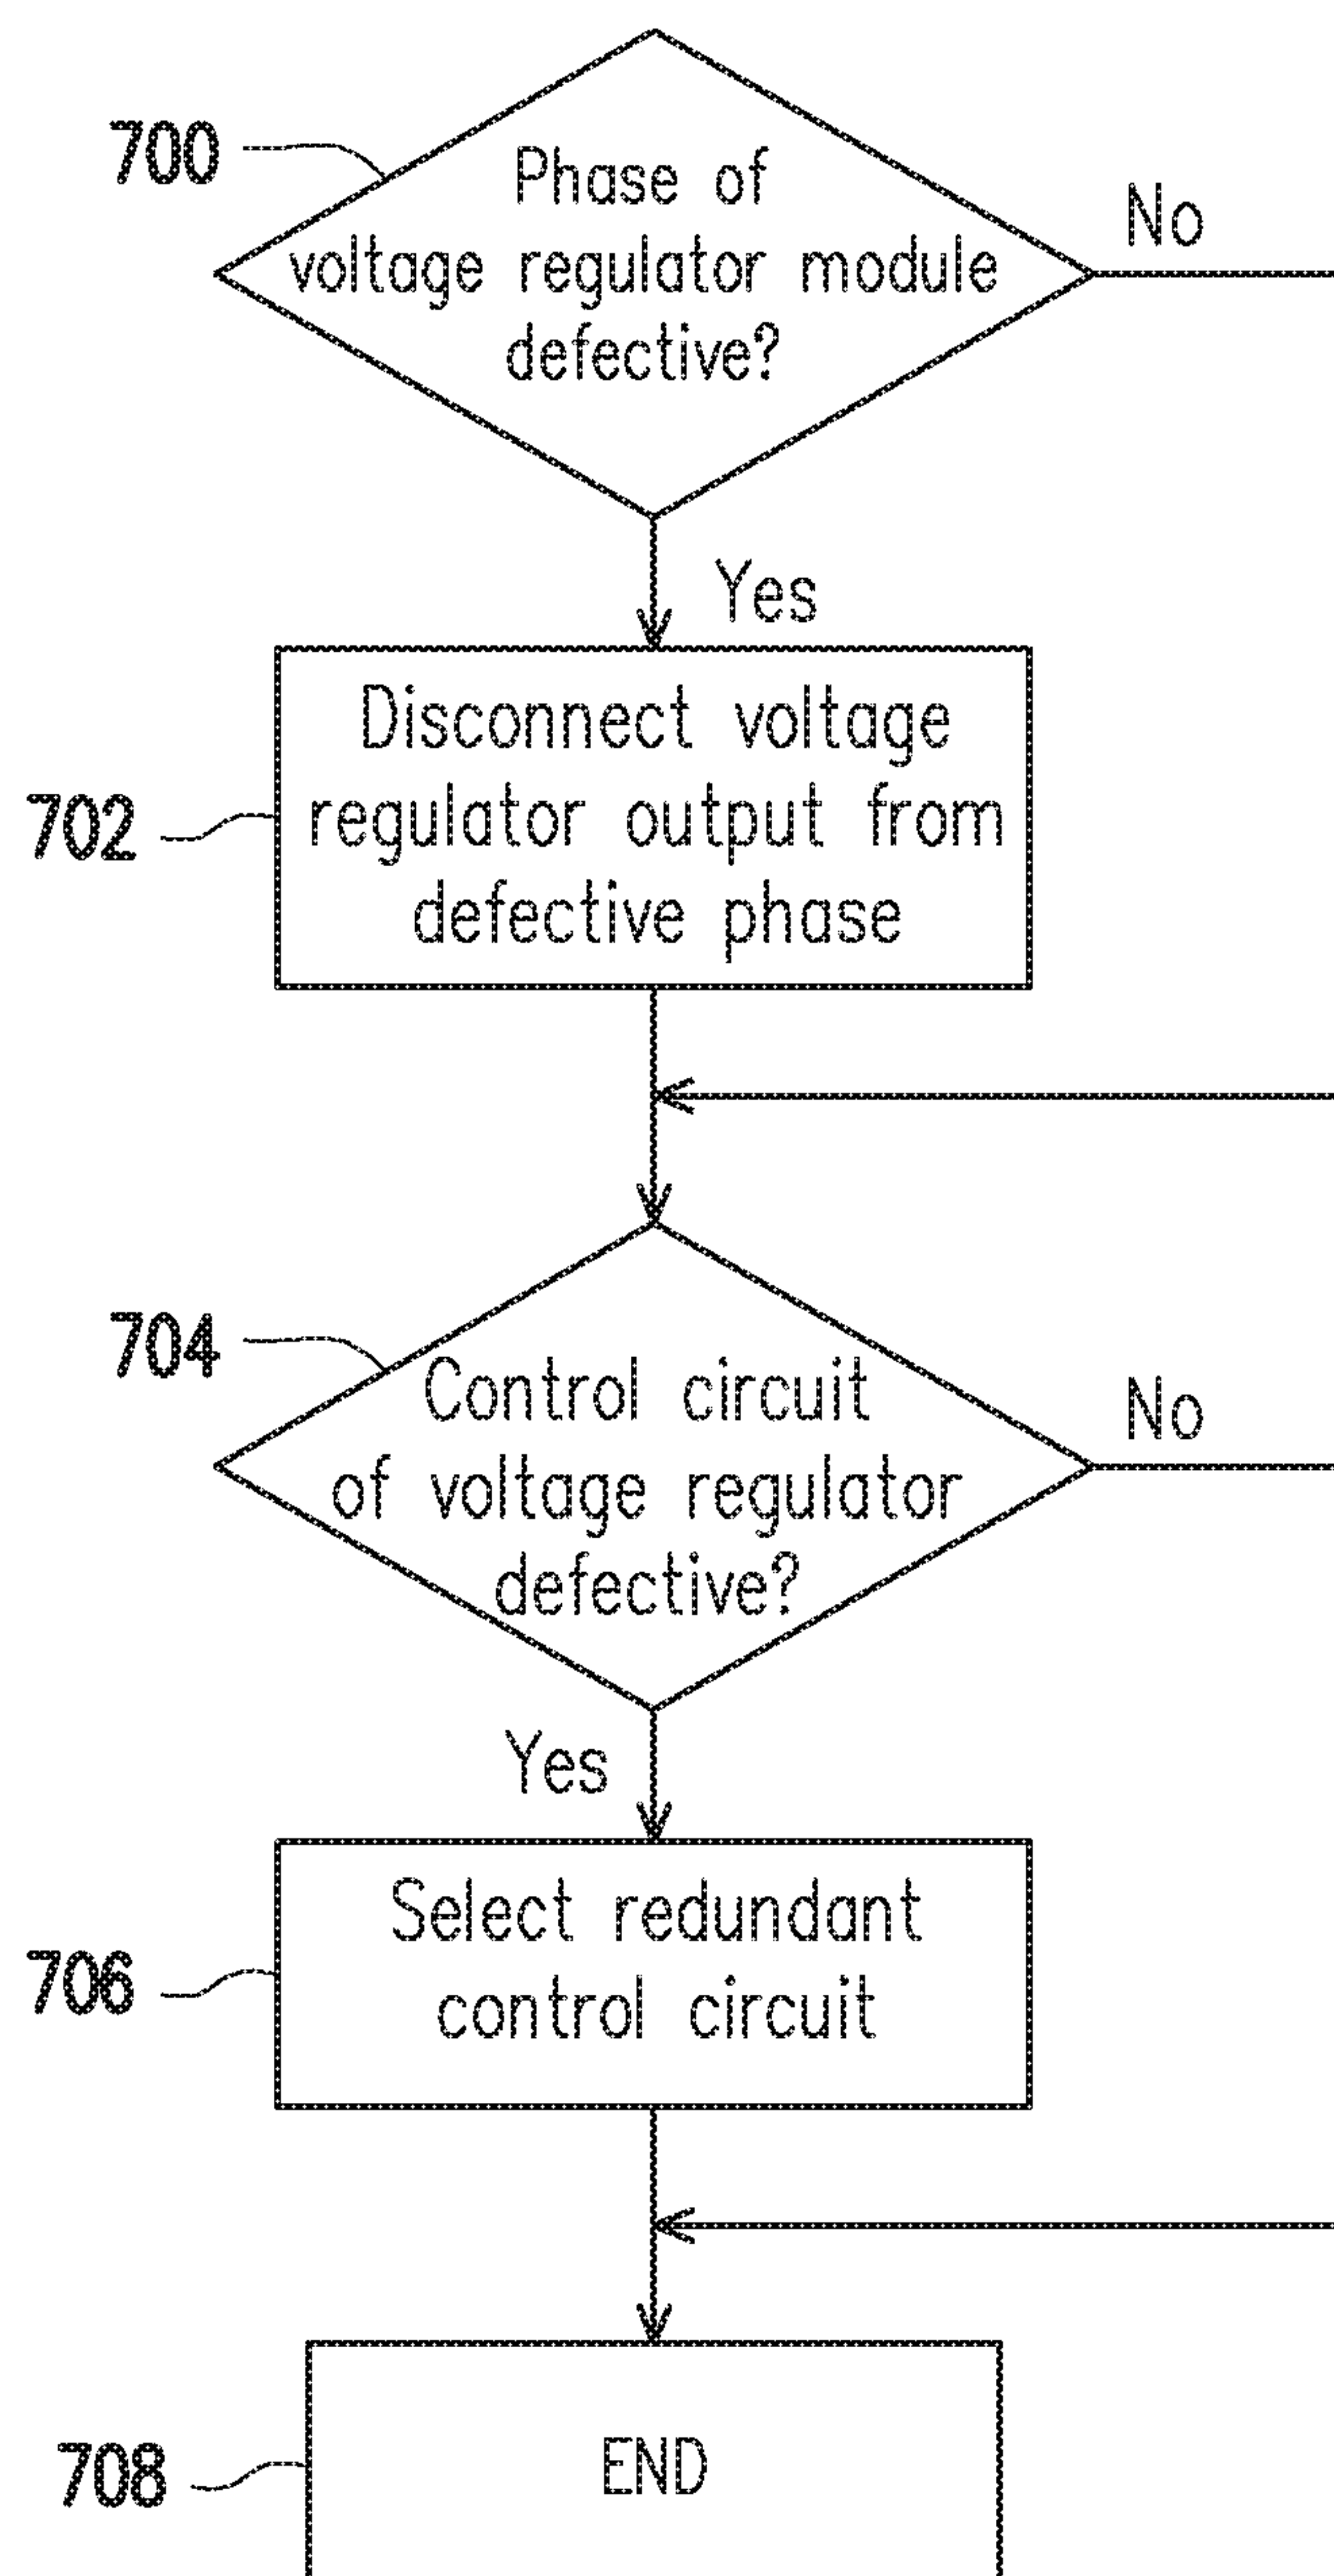 700
Phase of
voltage regulator module
defective?
No
Yes
702
Disconnect voltage
regulator output from
defective phase
704
Control circuit
of voltage regulator
defective?
No
Yes
706
Select redundant
control circuit
708
END